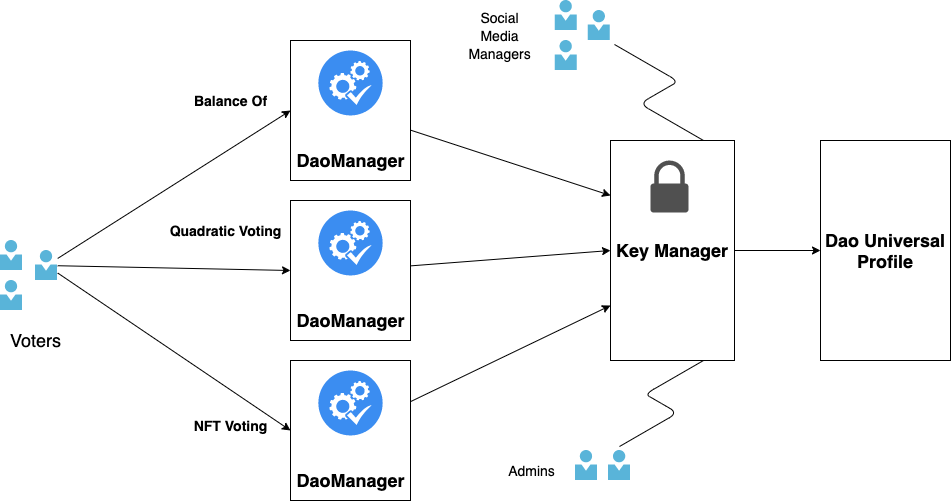 Social
Media
Managers
Balance Of
DaoManager
Quadratic Voting
DaoManager
Key Manager
Dao Universal
Profile
Voters
NFT Voting
DaoManager
Admins